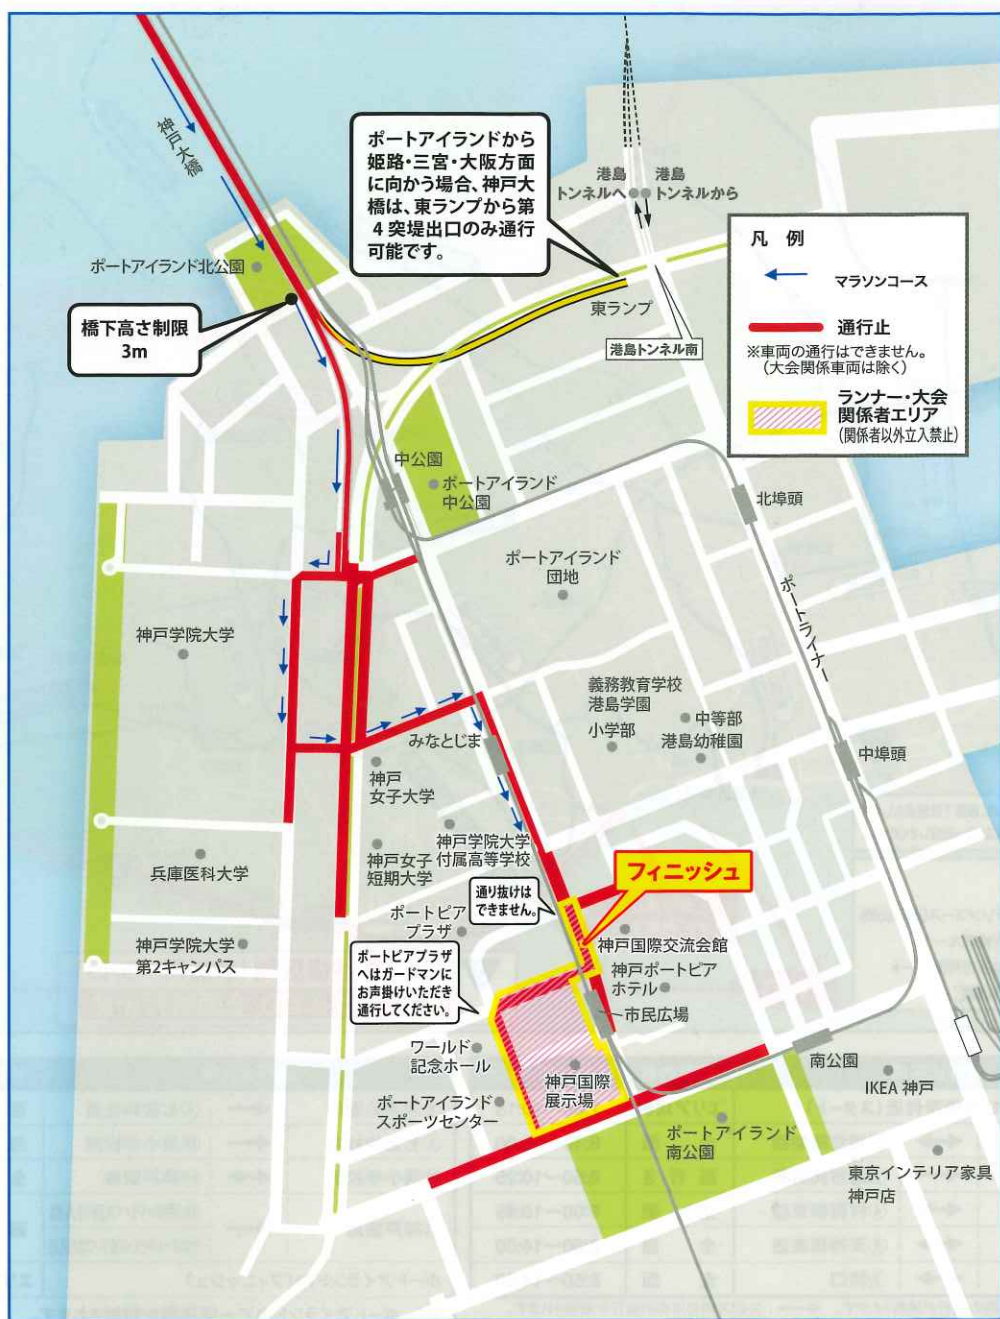 神戸大橋
ポートアイランドから
姫路・三宮・大阪方面
に向かう場合、神戸大
橋は、東ランプから第
4突堤出口のみ通行
可能です。
港島
トンネルへ
港島
トンネルから
凡 例
マラソンコース
通行止
※車両の通行はできません。
(大会関係車両は除く)
ランナー・大会
関係者エリア
(関係者以外立入禁止)
ポートアイランド北公園
東ランプ
橋下高さ制限
3m
港島トンネル南
中公園
ポートアイランド
中公園
北埠頭
ポートアイランド
団地
ポートライナー
神戸学院大学
義務教育学校
港島学園
小学部
中等部
港島幼稚園
みなとじま
中埠頭
神戸
女子大学
神戸学院大学
付属高等学校
神戸女子
短期大学
兵庫医科大学
フィニッシュ
通り抜けは
できません。
ポートピア
プラザ
神戸国際交流会館
神戸学院大学
第2キャンパス
ポートピアプラザ
へはガードマンに
お声掛けいただき
通行してください。
神戸ポートピア
ホテル
市民広場
ワールド
記念ホール
南公園
神戸国際
展示場
IKEA 神戸
ポートアイランド
スポーツセンター
ポートアイランド
南公園
東京インテリア家具
神戸店